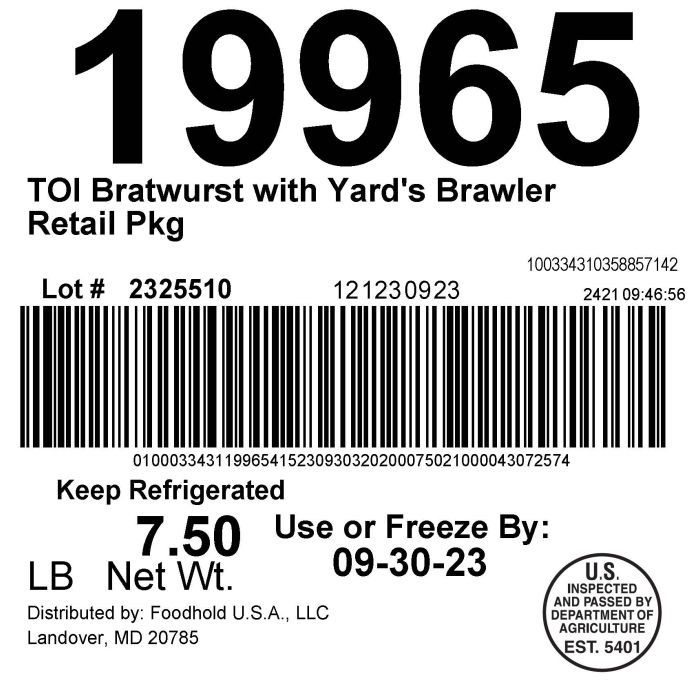 19965
TOI Bratwurst with Yard's Brawler
Retail Pkg
100334310358857142
Lot # 2325510 121230923 2421 09:46:56
01000334311996541523093032020007502100004307​2574
Keep Refrigerated
7.50
LB Net Wt.
Use or Freeze By:
09-30-23
Distributed by: Foodhold U.S.A., LLC
Landover, MD 20785
U.S.
INSPECTED
AND PASSED BY
DEPARTMENT OF
AGRICULTURE
EST. 5401